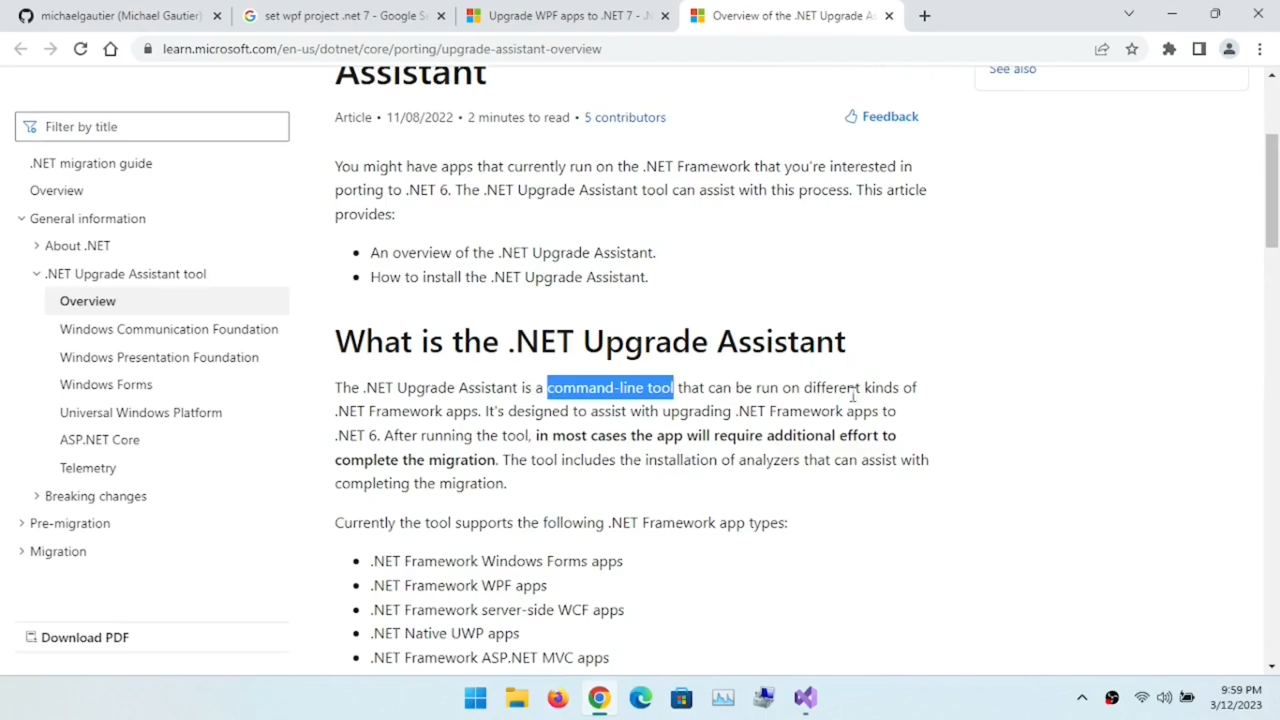 michaelgautier (Michael Gautier)
set wpf project .net 7 - Google S
Upgrade WPF apps to .NET 7 - .N
Overview of the .NET Upgrade As
learn.microsoft.com/en-us/dotnet/core/porting/upgrade-assistant-overview
Filter by title
.NET migration guide
Overview
General information
About .NET
.NET Upgrade Assistant tool
Overview
Windows Communication Foundation
Windows Presentation Foundation
Windows Forms
Universal Windows Platform
ASP.NET Core
Telemetry
Breaking changes
Pre-migration
Migration
Download PDF
Assistant
Article • 11/08/2022 • 2 minutes to read • 5 contributors
Feedback
You might have apps that currently run on the .NET Framework that you're interested in
porting to .NET 6. The .NET Upgrade Assistant tool can assist with this process. This article
provides:
• An overview of the .NET Upgrade Assistant.
• How to install the .NET Upgrade Assistant.
What is the .NET Upgrade Assistant
The .NET Upgrade Assistant is a command-line tool that can be run on different kinds of
.NET Framework apps. It's designed to assist with upgrading .NET Framework apps to
.NET 6. After running the tool, in most cases the app will require additional effort to
complete the migration. The tool includes the installation of analyzers that can assist with
completing the migration.
Currently the tool supports the following .NET Framework app types:
• .NET Framework Windows Forms apps
• .NET Framework WPF apps
• .NET Framework server-side WCF apps
• .NET Native UWP apps
• .NET Framework ASP.NET MVC apps
See also
9:59 PM
3/12/2023